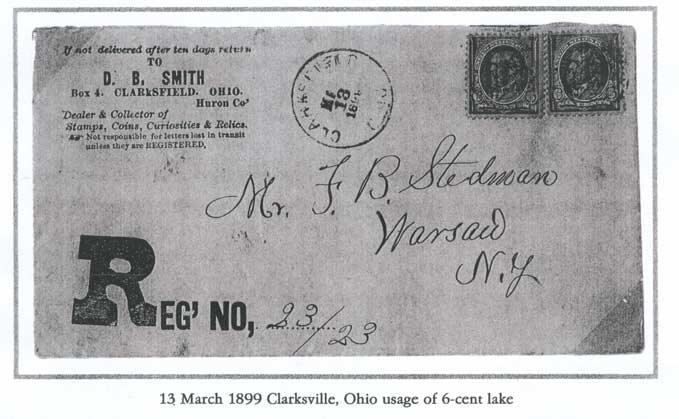 If not delivered after ten days return
TO
D. B. SMITH
Box 4. CLARKSFIELD. OHIO.
Huron Co'
Dealer & Collector of
Stamps, Coins, Curiosities & Relics.
Not responsible for letters lost in transit
unless they are REGISTERED.
CLARKSFIELD
13
Mr. F. B. Stedman
Warsaw
N.Y
REG' NO, 23/23
13 March 1899 Clarksville, Ohio usage of 6-cent lake